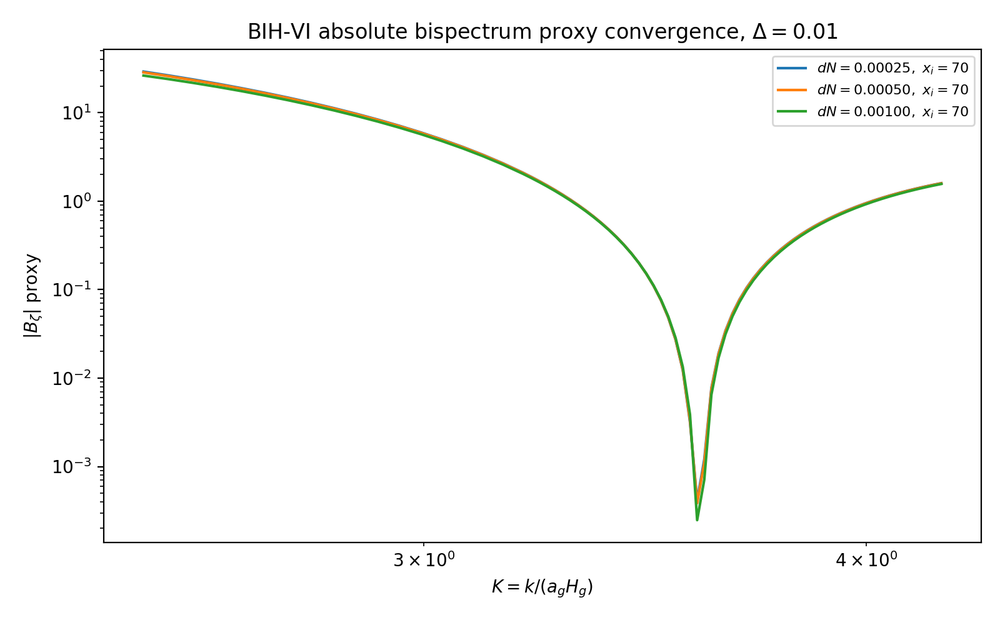 BIH-VI absolute bispectrum proxy convergence, Δ = 0.01
dN = 0.00025, x_i = 70
dN = 0.00050, x_i = 70
dN = 0.00100, x_i = 70
|B_ζ| proxy
10^1
10^0
10^{-1}
10^{-2}
10^{-3}
3 × 10^0
4 × 10^0
K = k/(a_g H_g)